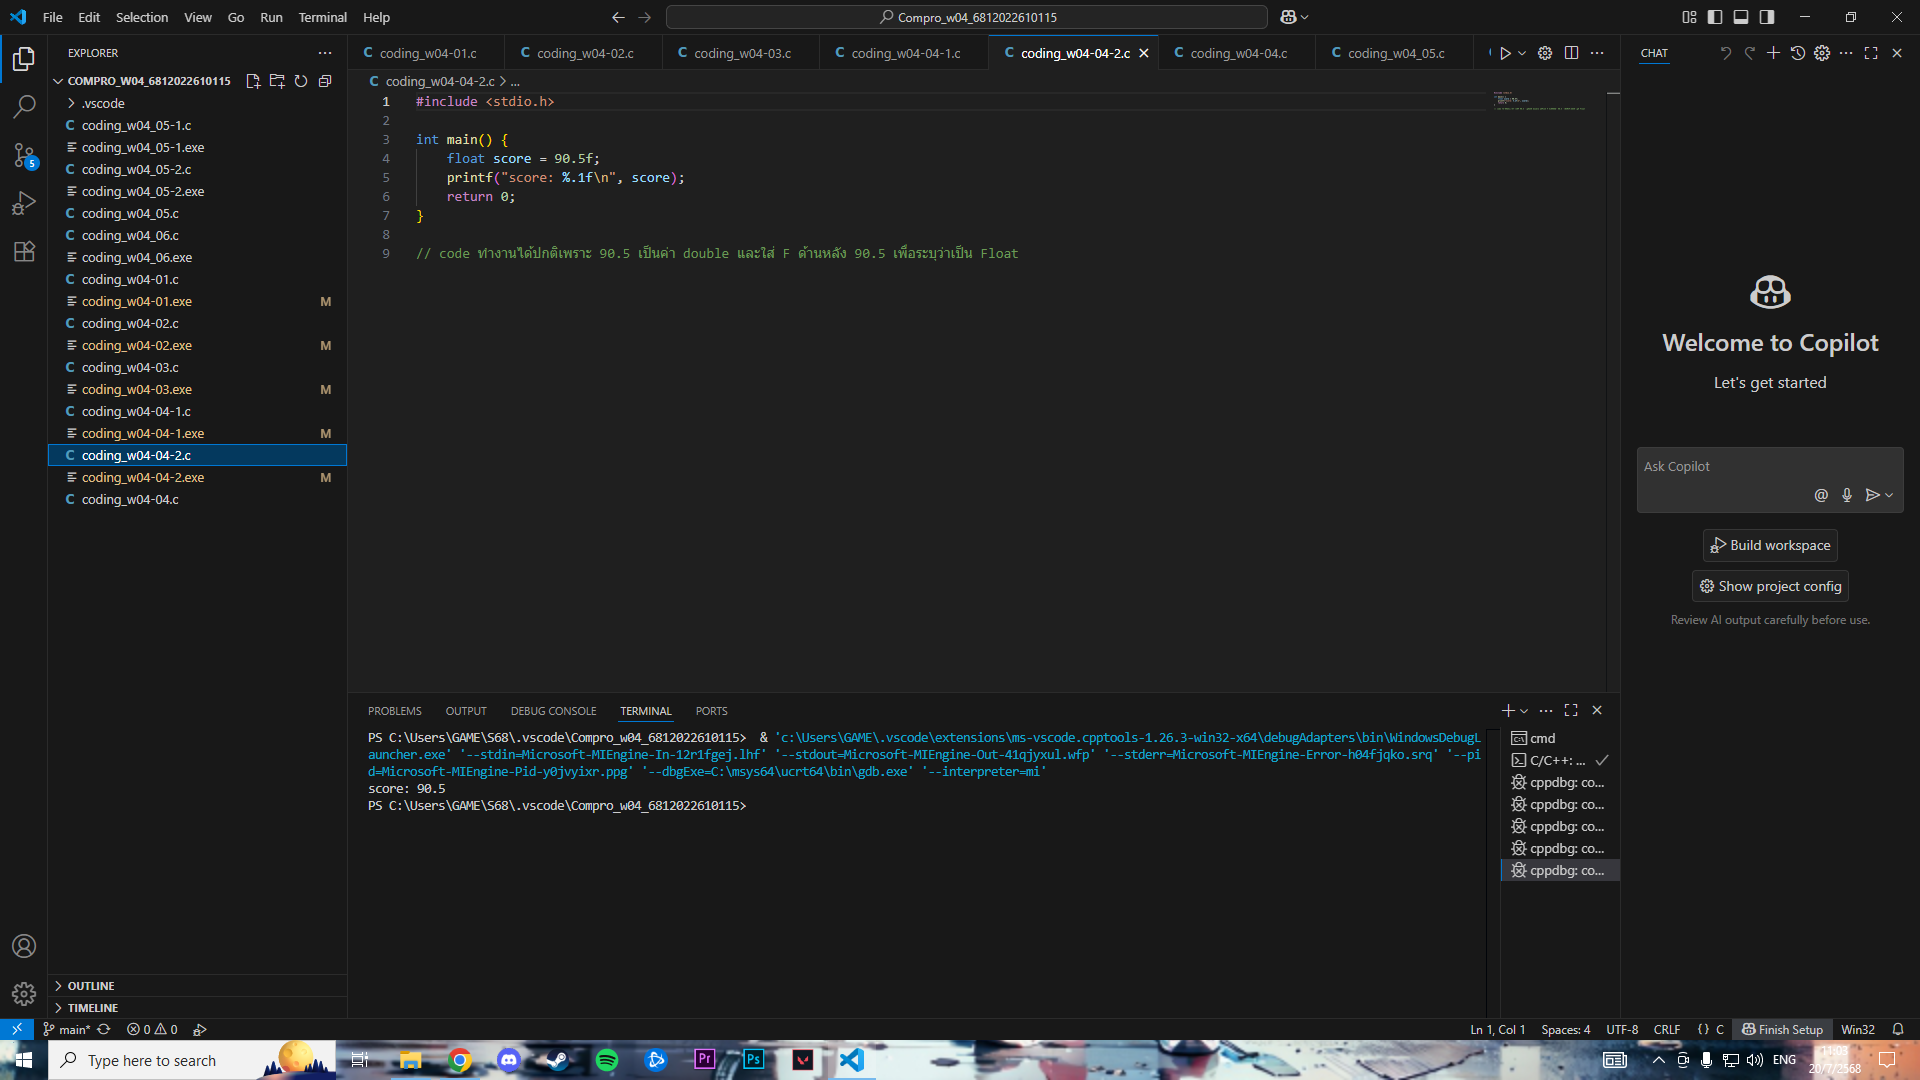 File Edit Selection View Go Run Terminal Help
Compro_w04_6812022610115
EXPLORER
COMPRO_W04_6812022610115
.vscode
coding_w04_05-1.c
coding_w04_05-1.exe
coding_w04_05-2.c
coding_w04_05-2.exe
coding_w04_05.c
coding_w04_06.c
coding_w04_06.exe
coding_w04-01.c
coding_w04-01.exe M
coding_w04-02.c
coding_w04-02.exe M
coding_w04-03.c
coding_w04-03.exe M
coding_w04-04-1.c
coding_w04-04-1.exe M
coding_w04-04-2.c
coding_w04-04-2.exe M
coding_w04-04.c
OUTLINE
TIMELINE
coding_w04-01.c coding_w04-02.c coding_w04-03.c coding_w04-04-1.c coding_w04-04-2.c coding_w04-04.c coding_w04_05.c
coding_w04-04-2.c > ...
1 #include <stdio.h>
2
3 int main() {
4 float score = 90.5f;
5 printf("score: %.1f\n", score);
6 return 0;
7 }
8
9 // code ทำงานได้ปกติเพราะ 90.5 เป็นค่า double และใส่ F ด้านหลัง 90.5 เพื่อระบุว่าเป็น Float
PROBLEMS OUTPUT DEBUG CONSOLE TERMINAL PORTS
PS C:\Users\GAME\S68\.vscode\Compro_w04_6812022610115> & 'c:\Users\GAME\.vscode\extensions\ms-vscode.cpptools-1.26.3-win32-x64\debugAdapters\bin\WindowsDebugL
auncher.exe' '--stdin=Microsoft-MIEngine-In-12r1fgej.lhf' '--stdout=Microsoft-MIEngine-Out-41qjyxul.wfp' '--stderr=Microsoft-MIEngine-Error-h04fjqko.srq' '--pi
d=Microsoft-MIEngine-Pid-y0jvyixr.ppg' '--dbgExe=C:\msys64\ucrt64\bin\gdb.exe' '--interpreter=mi'
score: 90.5
PS C:\Users\GAME\S68\.vscode\Compro_w04_6812022610115>
cmd
C/C++: ...
cppdbg: co...
cppdbg: co...
cppdbg: co...
cppdbg: co...
cppdbg: co...
CHAT
Welcome to Copilot
Let's get started
Ask Copilot
Build workspace
Show project config
Review AI output carefully before use.
5
main* 0 0
Ln 1, Col 1 Spaces: 4 UTF-8 CRLF {} C Finish Setup Win32
Type here to search
Pr Ps
ENG
20/7/2568